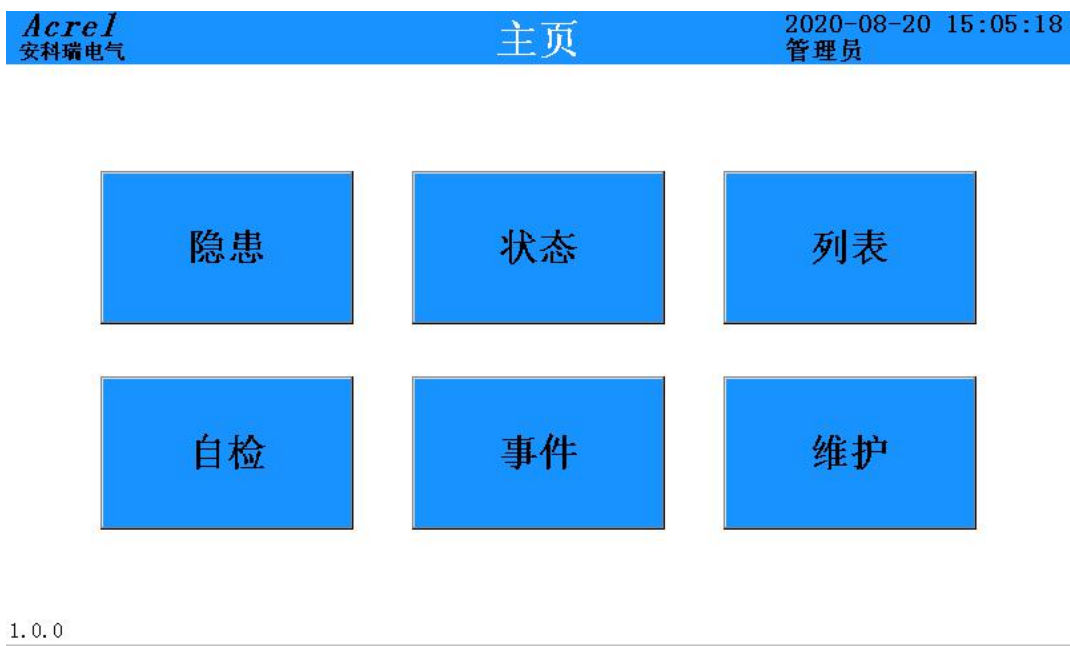 Acrel
安科瑞电气
主页
2020-08-20 15:05:18
管理员
隐患
状态
列表
自检
事件
维护
1.0.0